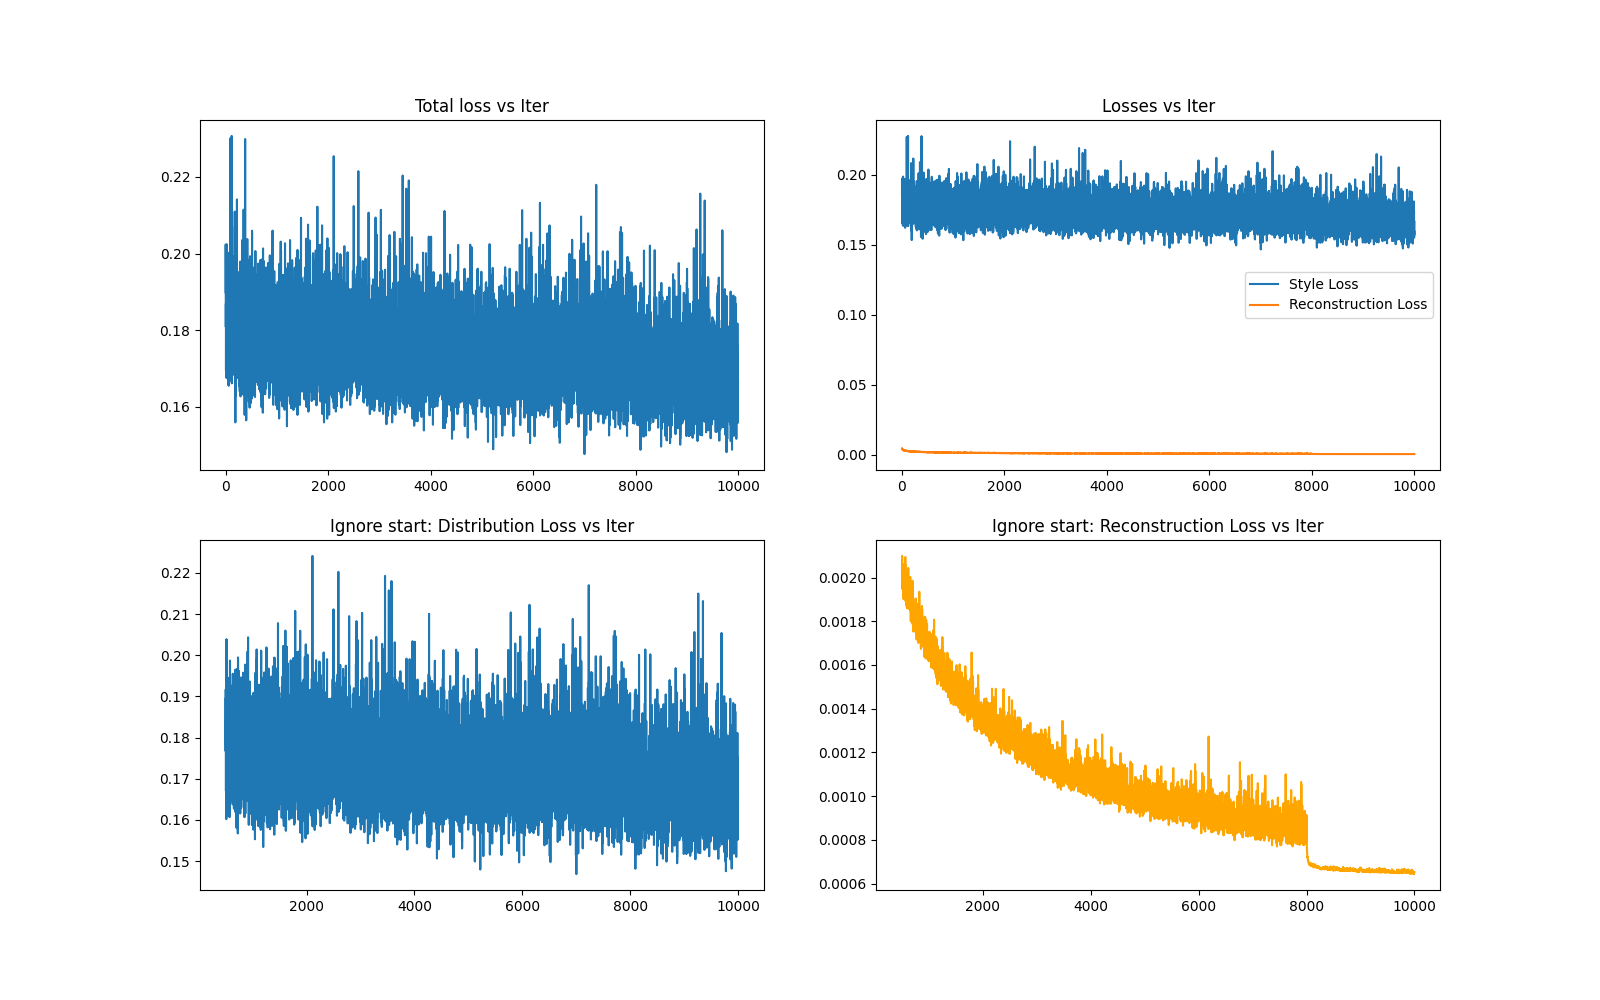 Total loss vs Iter
0.22
0.20
0.18
0.16
0 2000 4000 6000 8000 10000
Losses vs Iter
0.20
0.15
0.10
0.05
0.00
Style Loss
Reconstruction Loss
0 2000 4000 6000 8000 10000
Ignore start: Distribution Loss vs Iter
0.22
0.21
0.20
0.19
0.18
0.17
0.16
0.15
2000 4000 6000 8000 10000
Ignore start: Reconstruction Loss vs Iter
0.0020
0.0018
0.0016
0.0014
0.0012
0.0010
0.0008
0.0006
2000 4000 6000 8000 10000